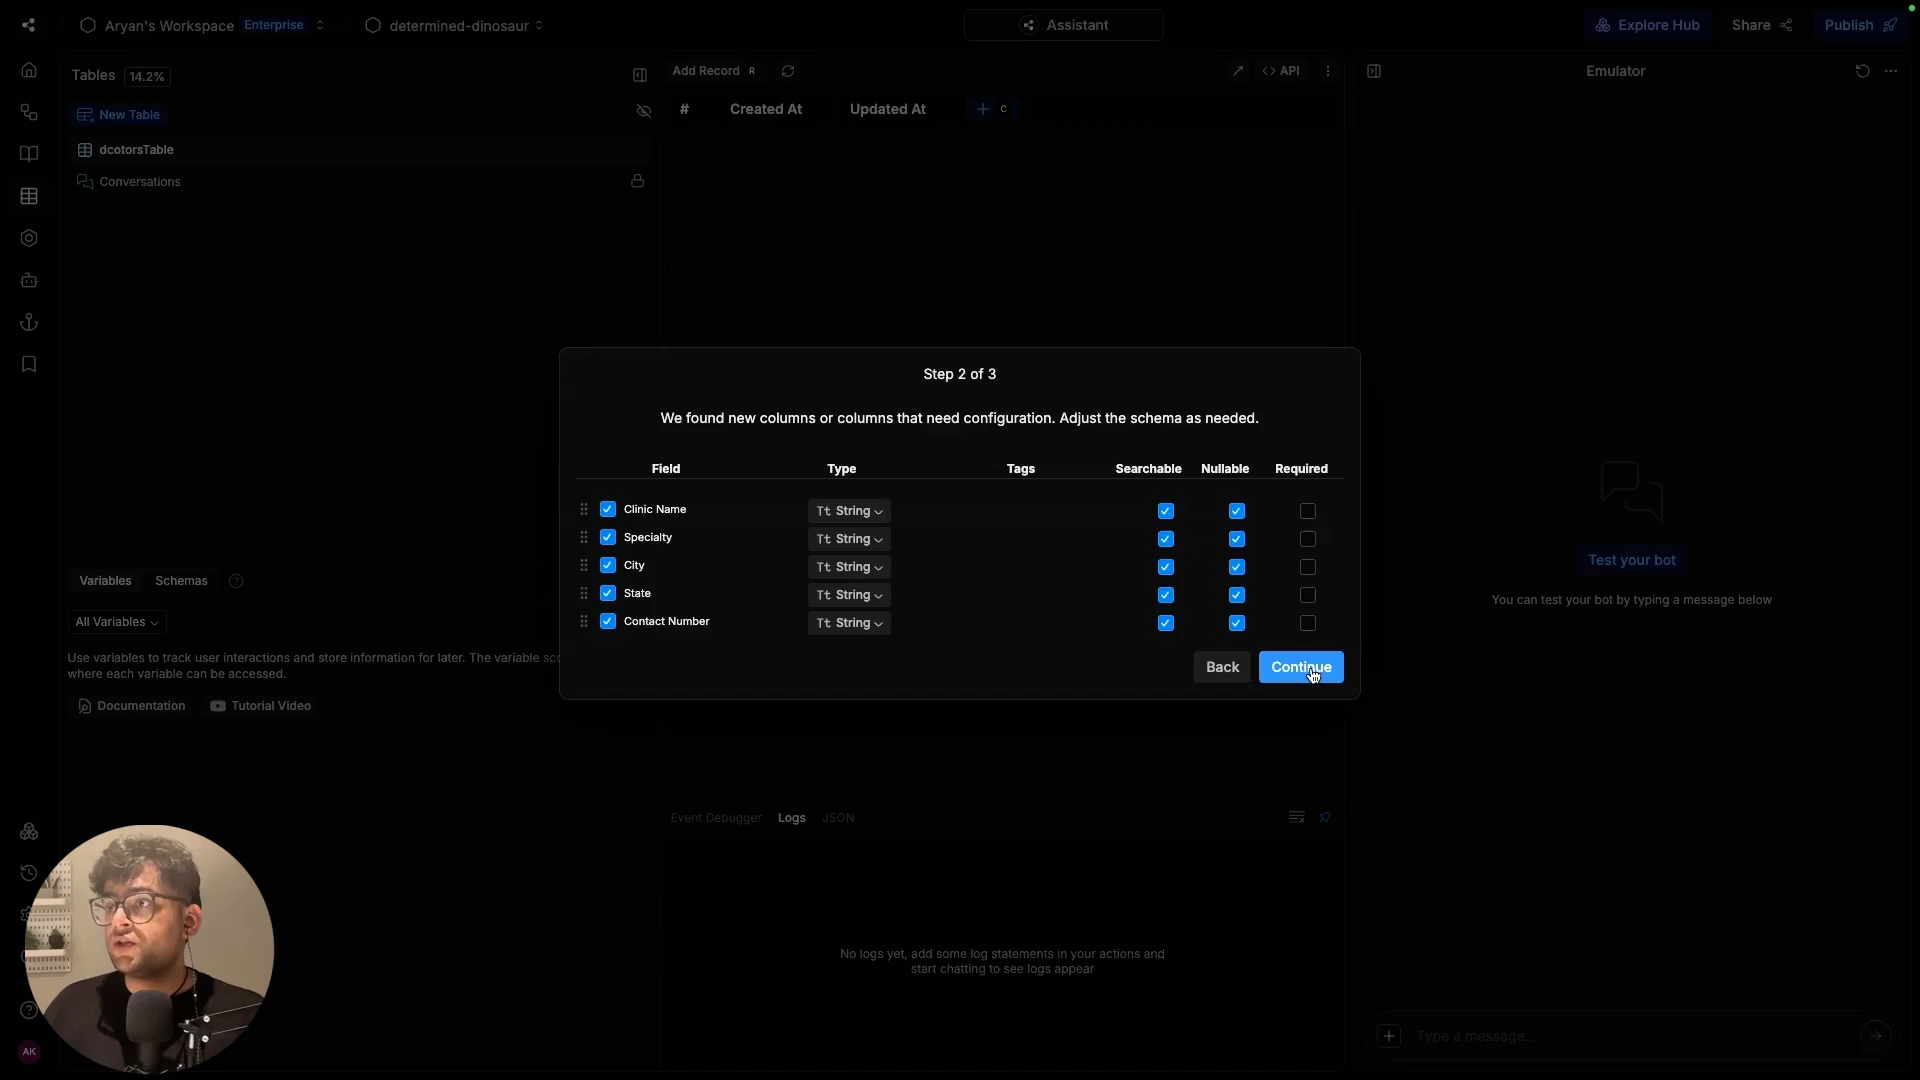 Aryan's Workspace Enterprise
determined-dinosaur
Assistant
Explore Hub
Share
Publish
Tables 14.2%
New Table
dcotorsTable
Conversations
Add Record R
API
# Created At Updated At C
Emulator
Step 2 of 3
We found new columns or columns that need configuration. Adjust the schema as needed.
Field Type Tags Searchable Nullable Required
Clinic Name Tt String
Specialty Tt String
City Tt String
State Tt String
Contact Number Tt String
Back Continue
Variables Schemas
All Variables
Use variables to track user interactions and store information for later. The variable sco
where each variable can be accessed.
Documentation Tutorial Video
Test your bot
You can test your bot by typing a message below
Event Debugger Logs JSON
No logs yet, add some log statements in your actions and
start chatting to see logs appear
Type a message...
AK